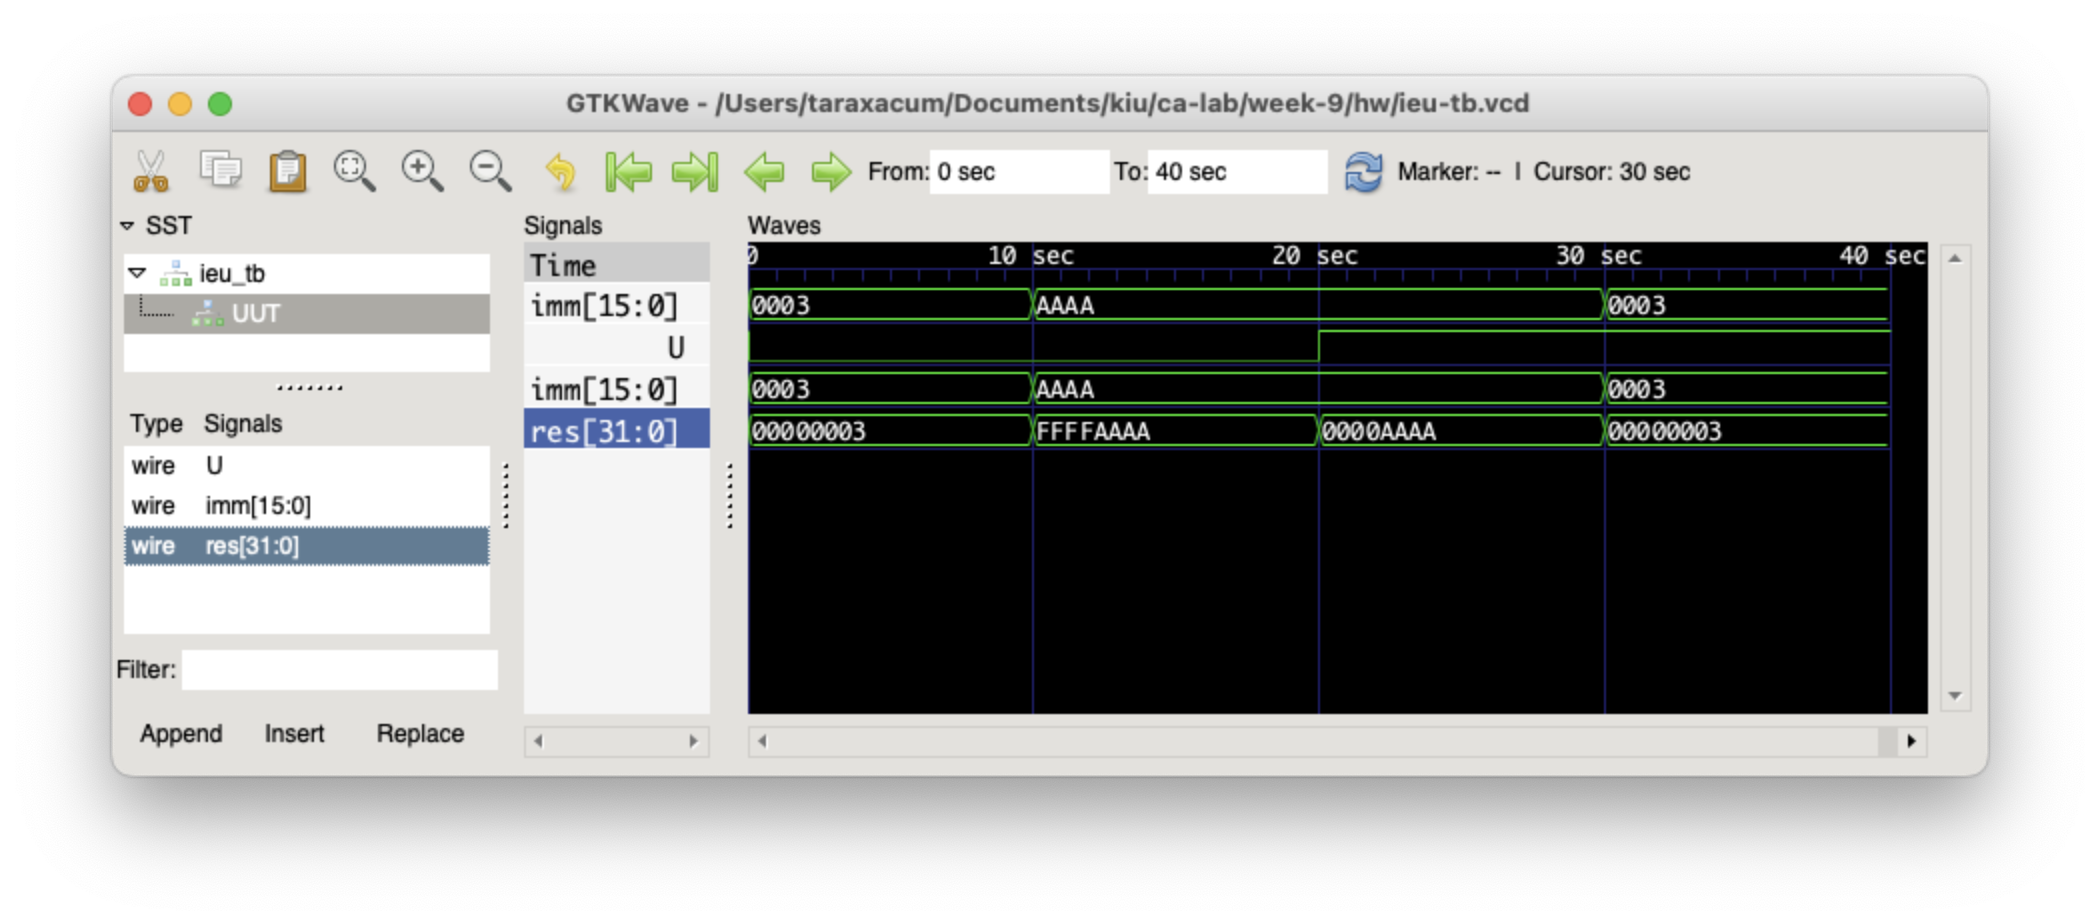 GTKWave - /Users/taraxacum/Documents/kiu/ca-lab/week-9/hw/ieu-tb.vcd
From: 0 sec To: 40 sec Marker: -- | Cursor: 30 sec
SST
ieu_tb
UUT
Type Signals
wire U
wire imm[15:0]
wire res[31:0]
Filter:
Append Insert Replace
Signals
Time
imm[15:0]
U
imm[15:0]
res[31:0]
Waves
0 10 sec 20 sec 30 sec 40 sec
0003 AAAA 0003
0003 AAAA 0003
00000003 FFFFAAAA 0000AAAA 00000003